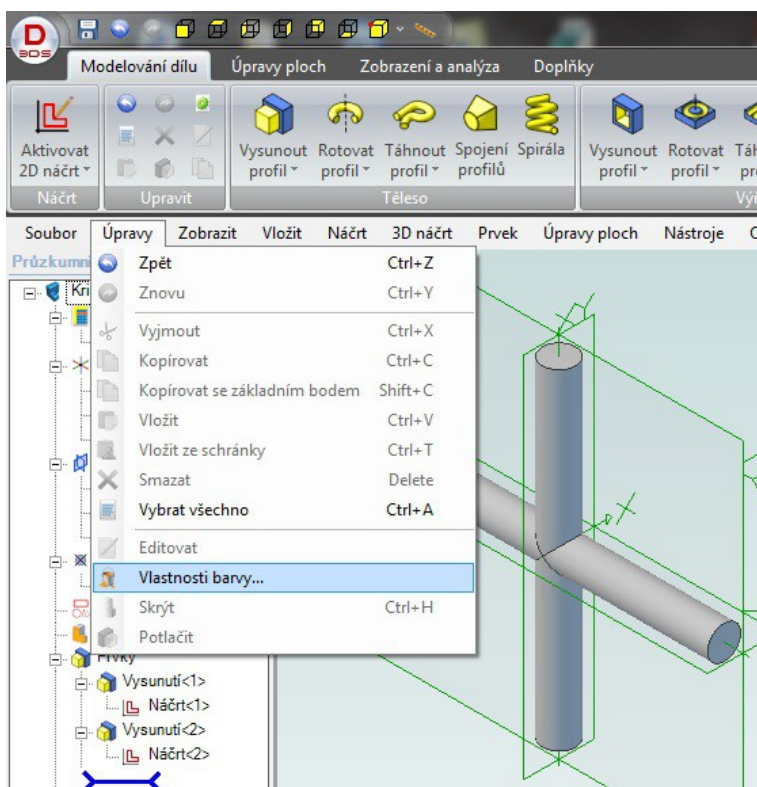 D
3DS
Modelování dílu Úpravy ploch Zobrazení a analýza Doplňky
Aktivovat 2D náčrt
Náčrt
Upravit
Vysunout profil
Rotovat profil
Táhnout profil
Spojení profilů
Spirála
Těleso
Vysunout profil
Rotovat profil
Soubor Úpravy Zobrazit Vložit Náčrt 3D náčrt Prvek Úpravy ploch Nástroje
Zpět Ctrl+Z
Znovu Ctrl+Y
Vyjmout Ctrl+X
Kopírovat Ctrl+C
Kopírovat se základním bodem Shift+C
Vložit Ctrl+V
Vložit ze schránky Ctrl+T
Smazat Delete
Vybrat všechno Ctrl+A
Editovat
Vlastnosti barvy...
Skrýt Ctrl+H
Potlačit
Prvky
Vysunutí<1>
Náčrt<1>
Vysunutí<2>
Náčrt<2>
X